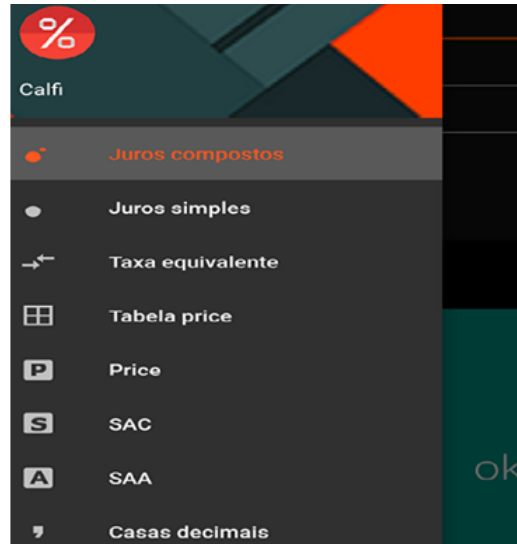 %
Calfi
Juros compostos
Juros simples
Taxa equivalente
Tabela price
P Price
S SAC
A SAA
, Casas decimais
ok